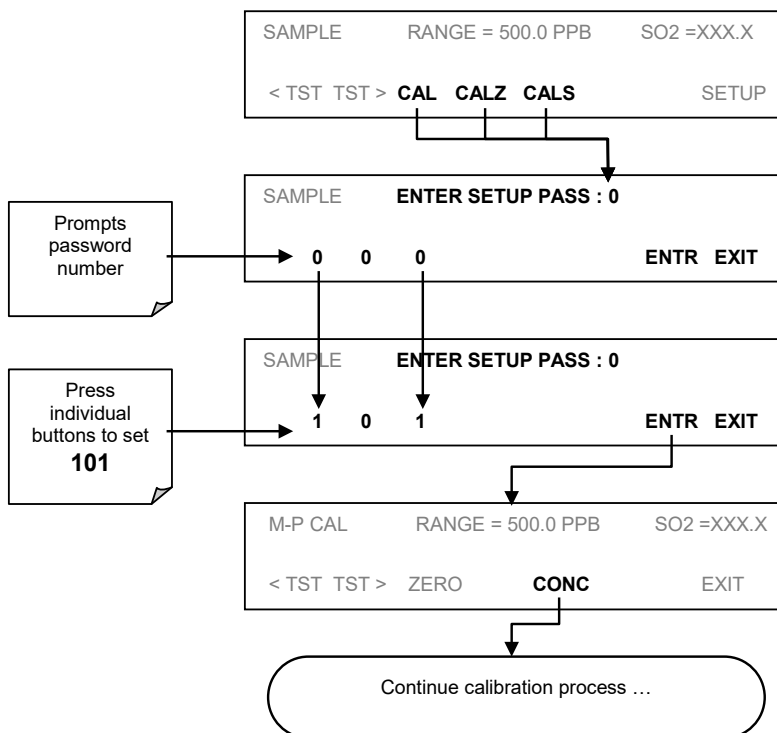 SAMPLE RANGE = 500.0 PPB SO2 =XXX.X
< TST TST > CAL CALZ CALS SETUP
SAMPLE ENTER SETUP PASS : 0
Prompts
password
number
0 0 0 ENTR EXIT
SAMPLE ENTER SETUP PASS : 0
Press
individual
buttons to set
101
1 0 1 ENTR EXIT
M-P CAL RANGE = 500.0 PPB SO2 =XXX.X
< TST TST > ZERO CONC EXIT
Continue calibration process …